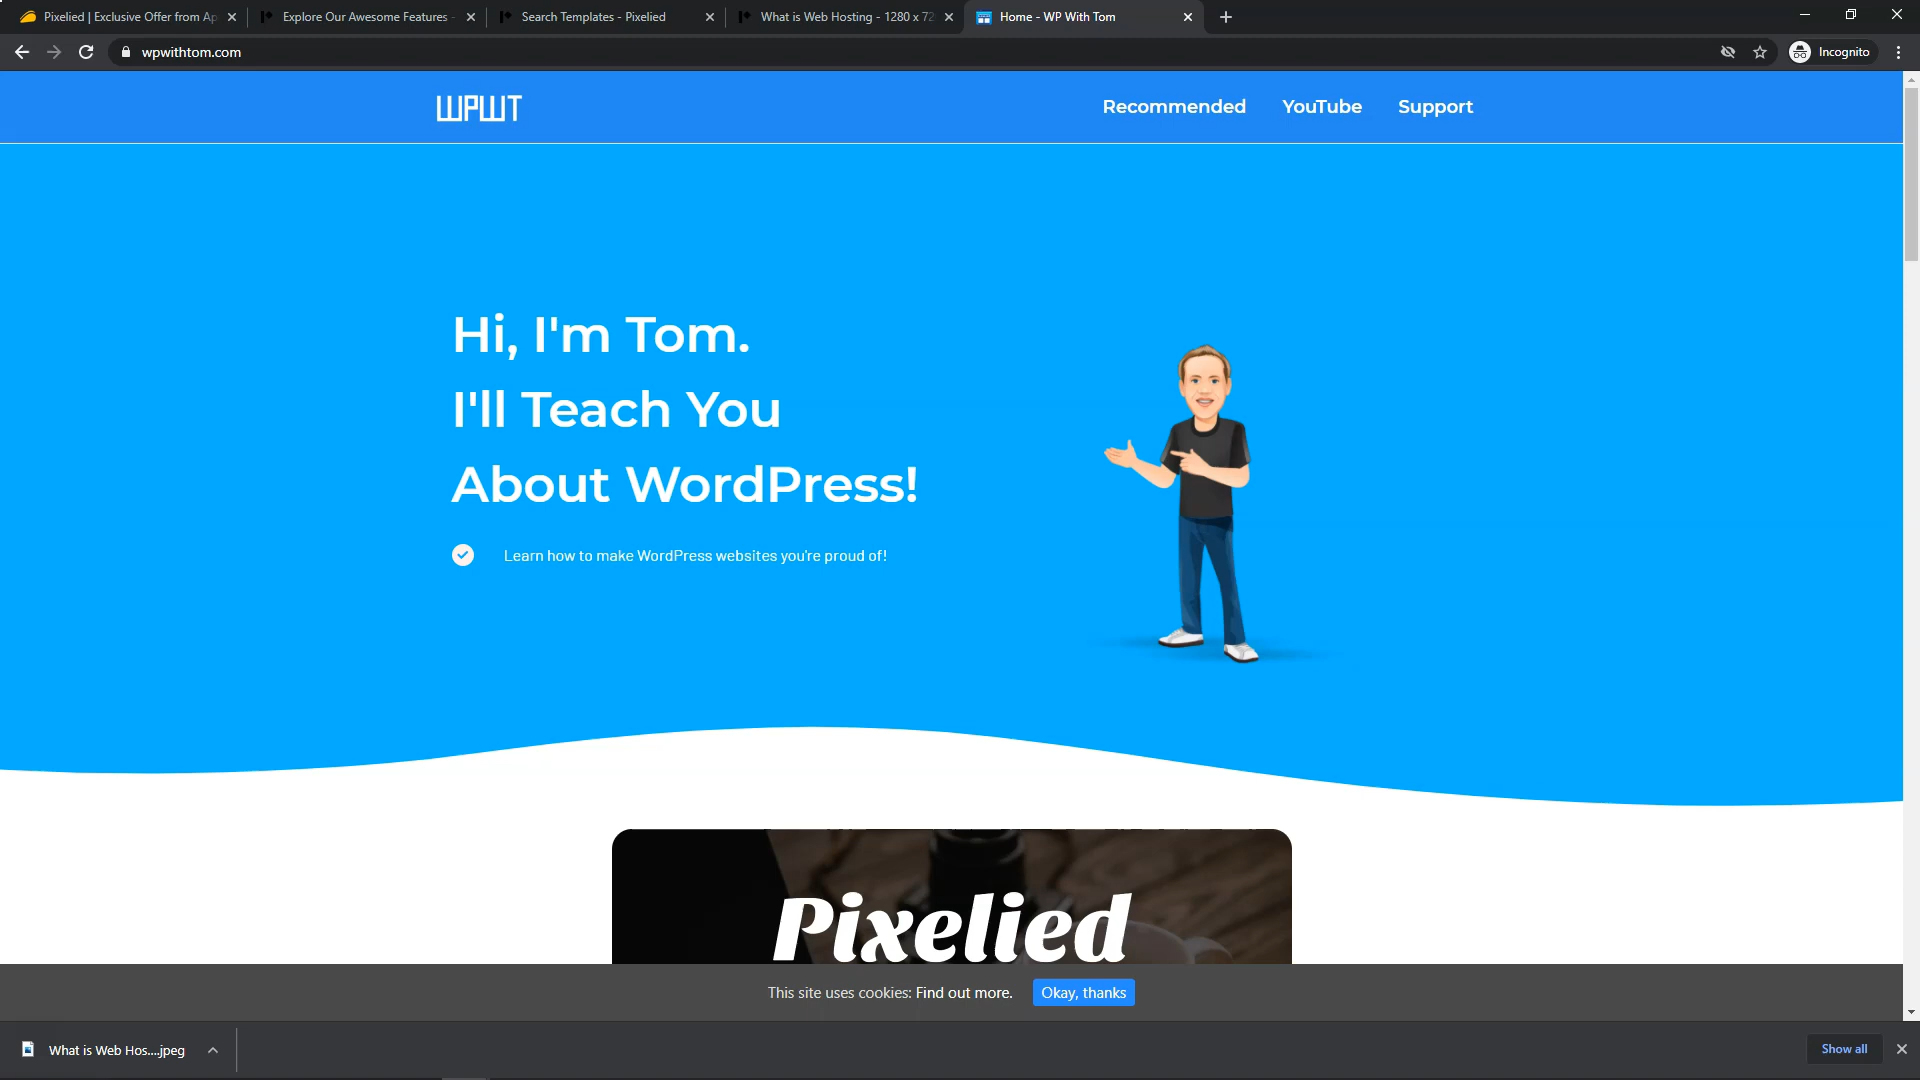 Pixelied | Exclusive Offer from Ap
Explore Our Awesome Features -
Search Templates - Pixelied
What is Web Hosting - 1280 x 72
Home - WP With Tom
wpwithtom.com
Incognito
WPWT
Recommended
YouTube
Support
Hi, I'm Tom.
I'll Teach You
About WordPress!
Learn how to make WordPress websites you're proud of!
Pixelied
This site uses cookies: Find out more.
Okay, thanks
What is Web Hos....jpeg
Show all